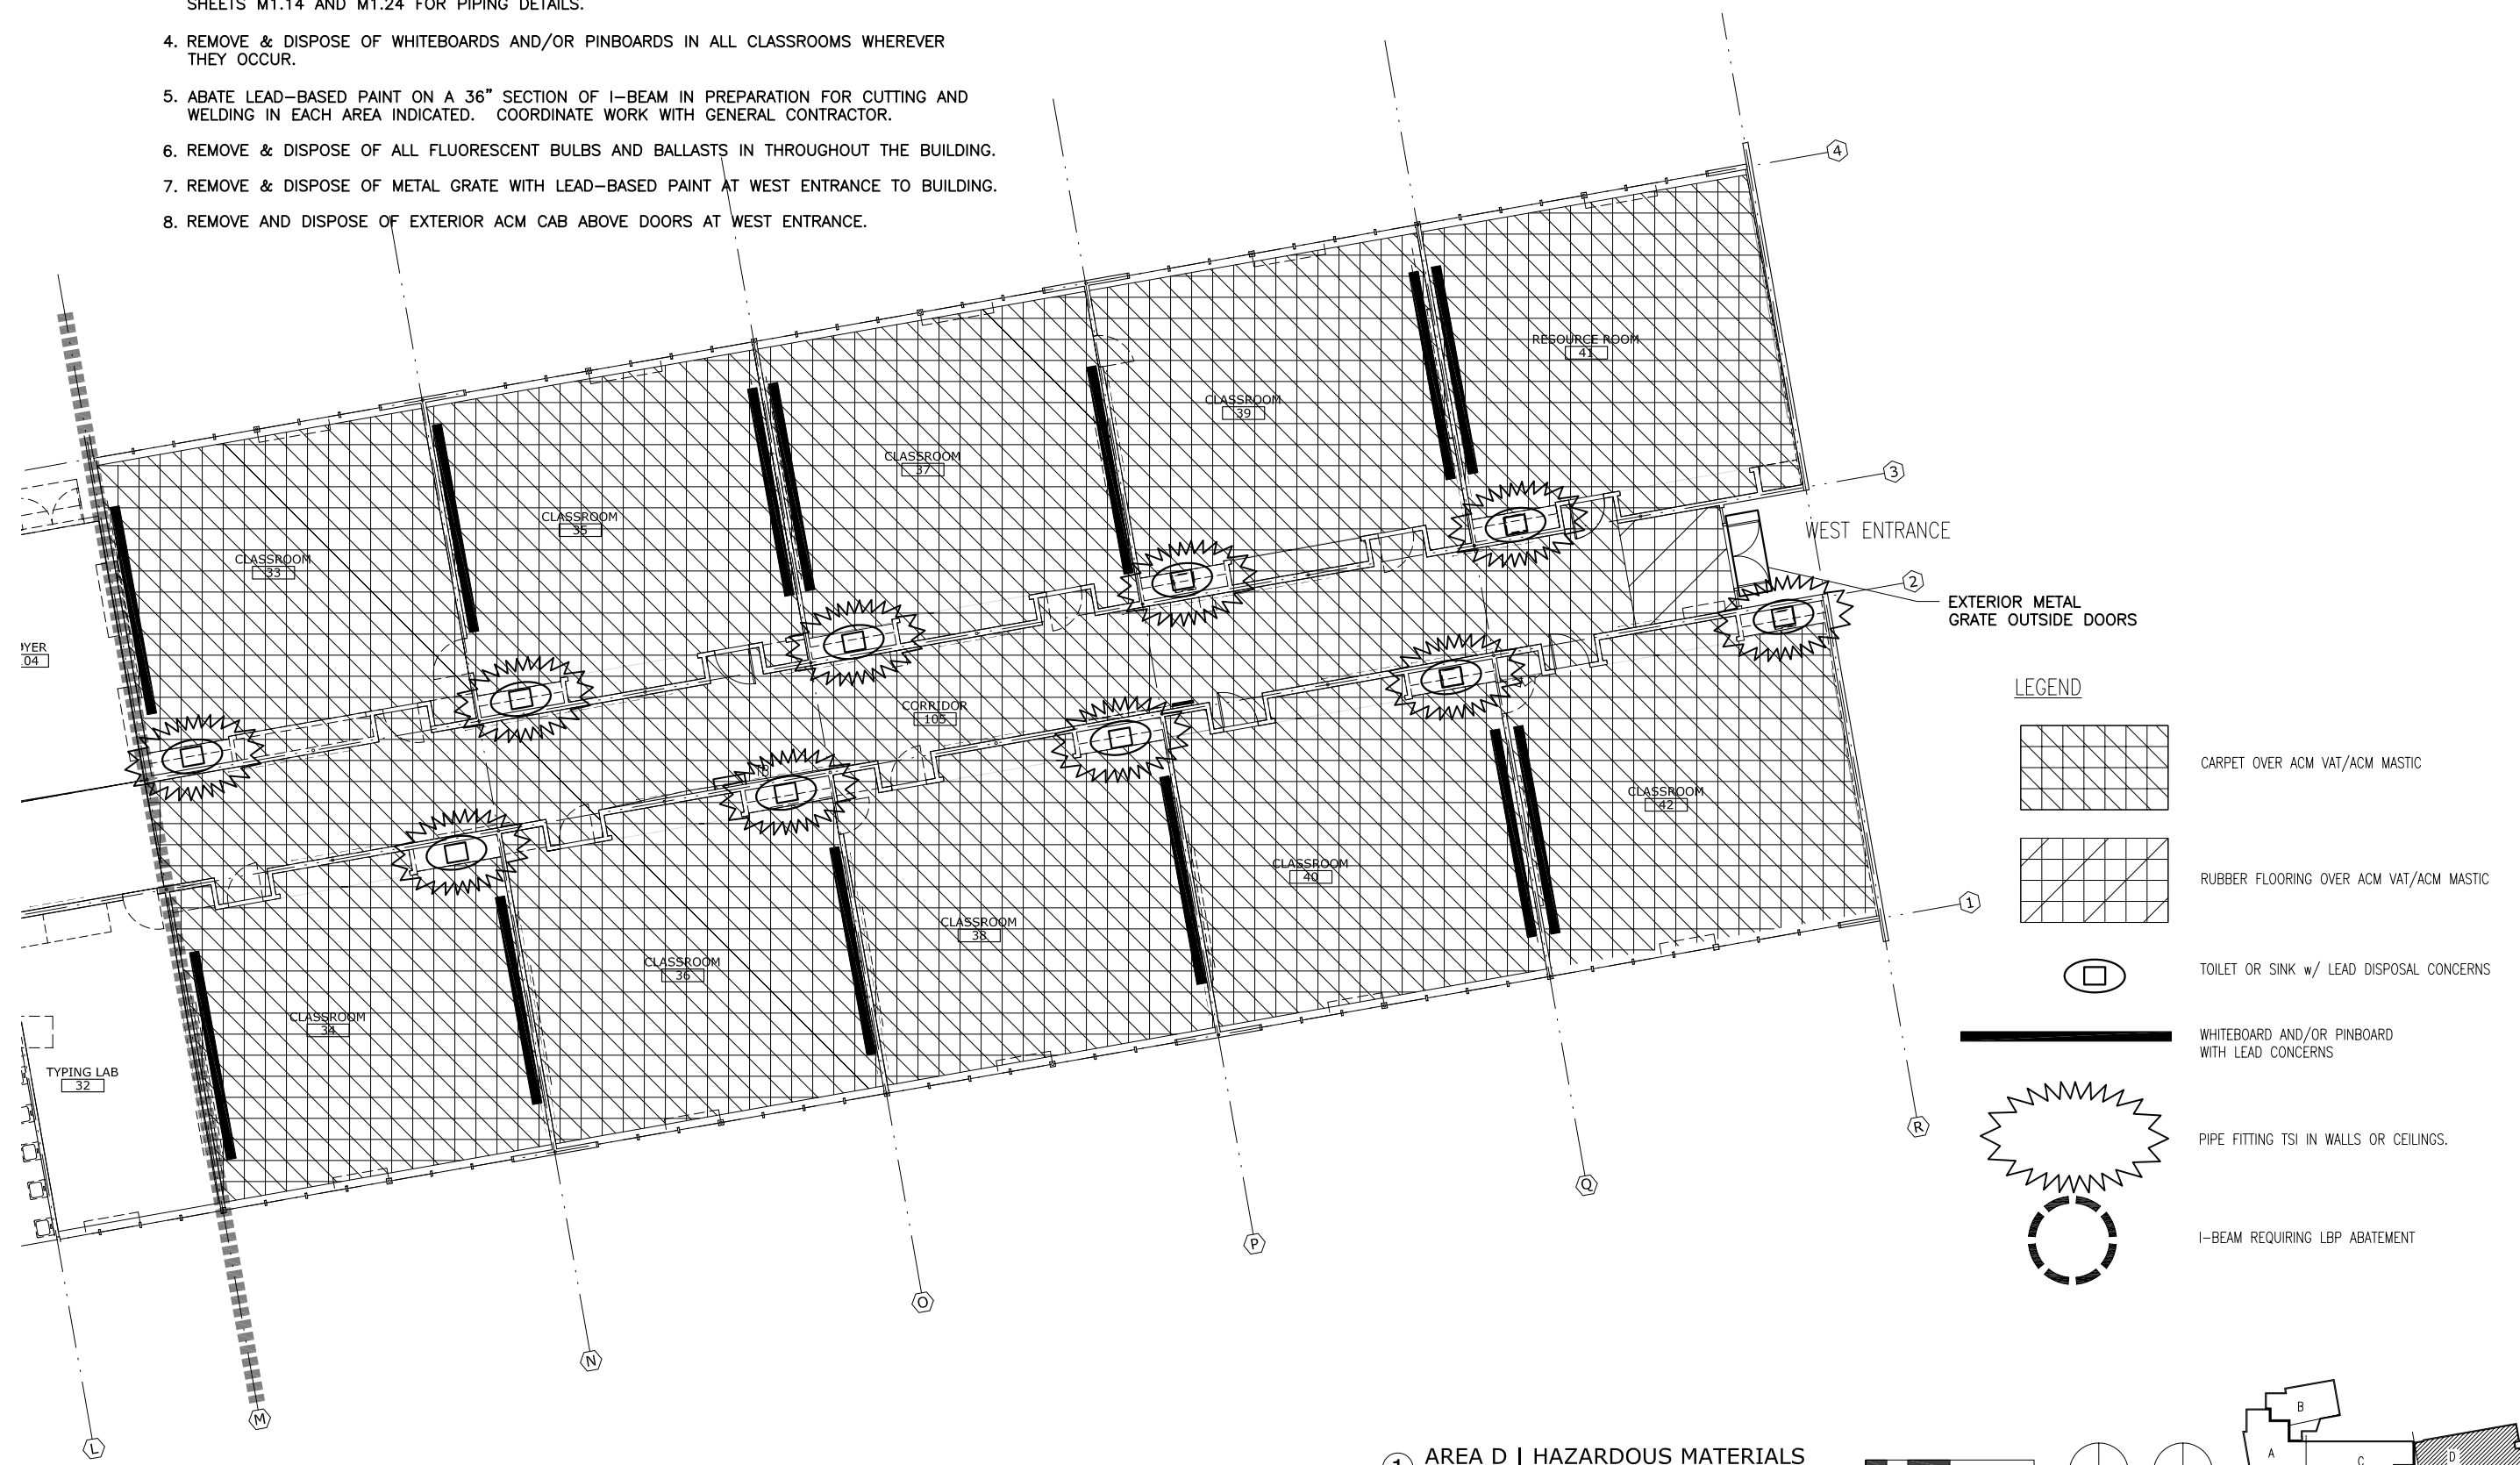 SHEETS M1.14 AND M1.24 FOR PIPING DETAILS.
4. REMOVE & DISPOSE OF WHITEBOARDS AND/OR PINBOARDS IN ALL CLASSROOMS WHEREVER
THEY OCCUR.
5. ABATE LEAD-BASED PAINT ON A 36" SECTION OF I-BEAM IN PREPARATION FOR CUTTING AND
WELDING IN EACH AREA INDICATED. COORDINATE WORK WITH GENERAL CONTRACTOR.
6. REMOVE & DISPOSE OF ALL FLUORESCENT BULBS AND BALLASTS IN THROUGHOUT THE BUILDING.
7. REMOVE & DISPOSE OF METAL GRATE WITH LEAD-BASED PAINT AT WEST ENTRANCE TO BUILDING.
8. REMOVE AND DISPOSE OF EXTERIOR ACM CAB ABOVE DOORS AT WEST ENTRANCE.
4
RESOURCE ROOM
41
CLASSROOM
39
CLASSROOM
37
CLASSROOM
35
CLASSROOM
33
3
WEST ENTRANCE
2
EXTERIOR METAL
GRATE OUTSIDE DOORS
YER
04
CORRIDOR
105
CLASSROOM
42
CLASSROOM
40
CLASSROOM
38
CLASSROOM
36
CLASSROOM
34
TYPING LAB
32
1
LEGEND
CARPET OVER ACM VAT/ACM MASTIC
RUBBER FLOORING OVER ACM VAT/ACM MASTIC
TOILET OR SINK w/ LEAD DISPOSAL CONCERNS
WHITEBOARD AND/OR PINBOARD
WITH LEAD CONCERNS
PIPE FITTING TSI IN WALLS OR CEILINGS.
I-BEAM REQUIRING LBP ABATEMENT
R
Q
P
O
N
M
L
1
AREA D | HAZARDOUS MATERIALS
B
A
C
D